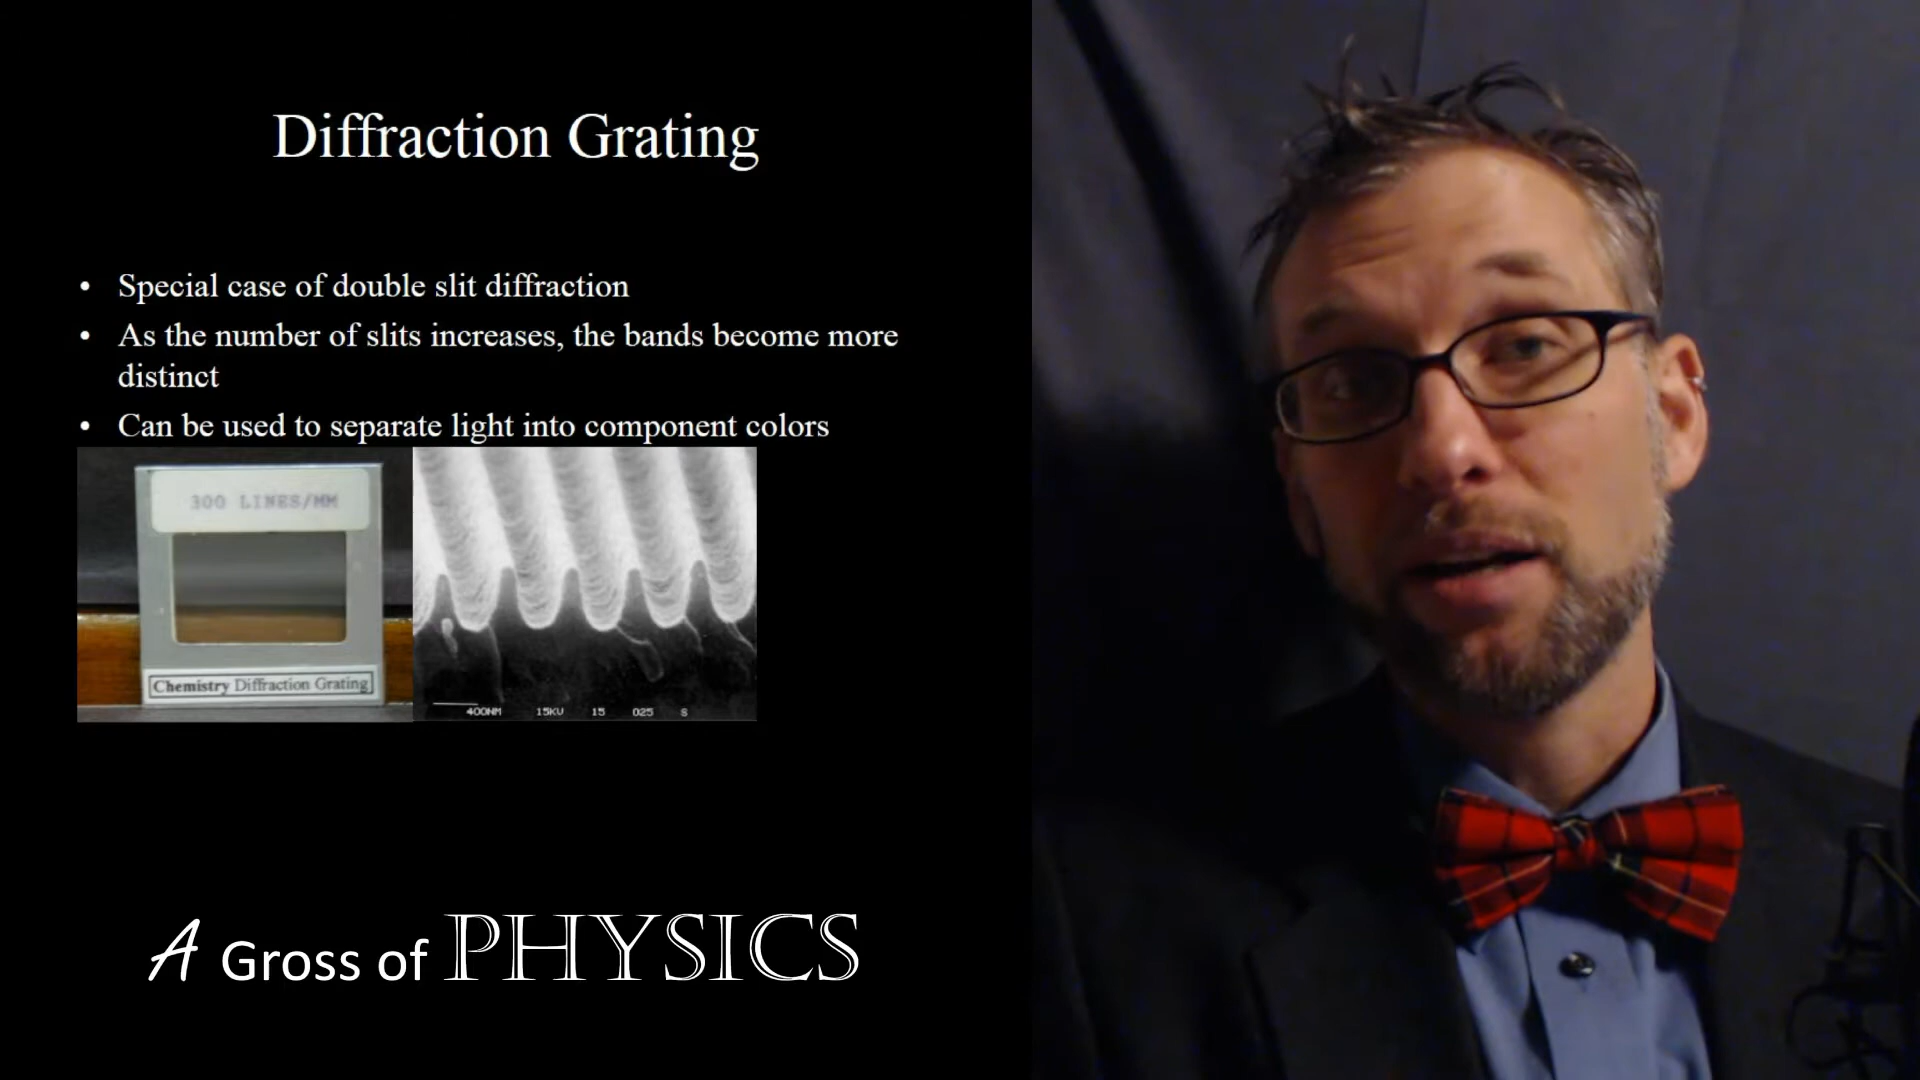 Diffraction Grating
• Special case of double slit diffraction
• As the number of slits increases, the bands become more
distinct
• Can be used to separate light into component colors
300 LINES/MM
Chemistry Diffraction Grating
400NM 15KV 15 025 S
A Gross of PHYSICS